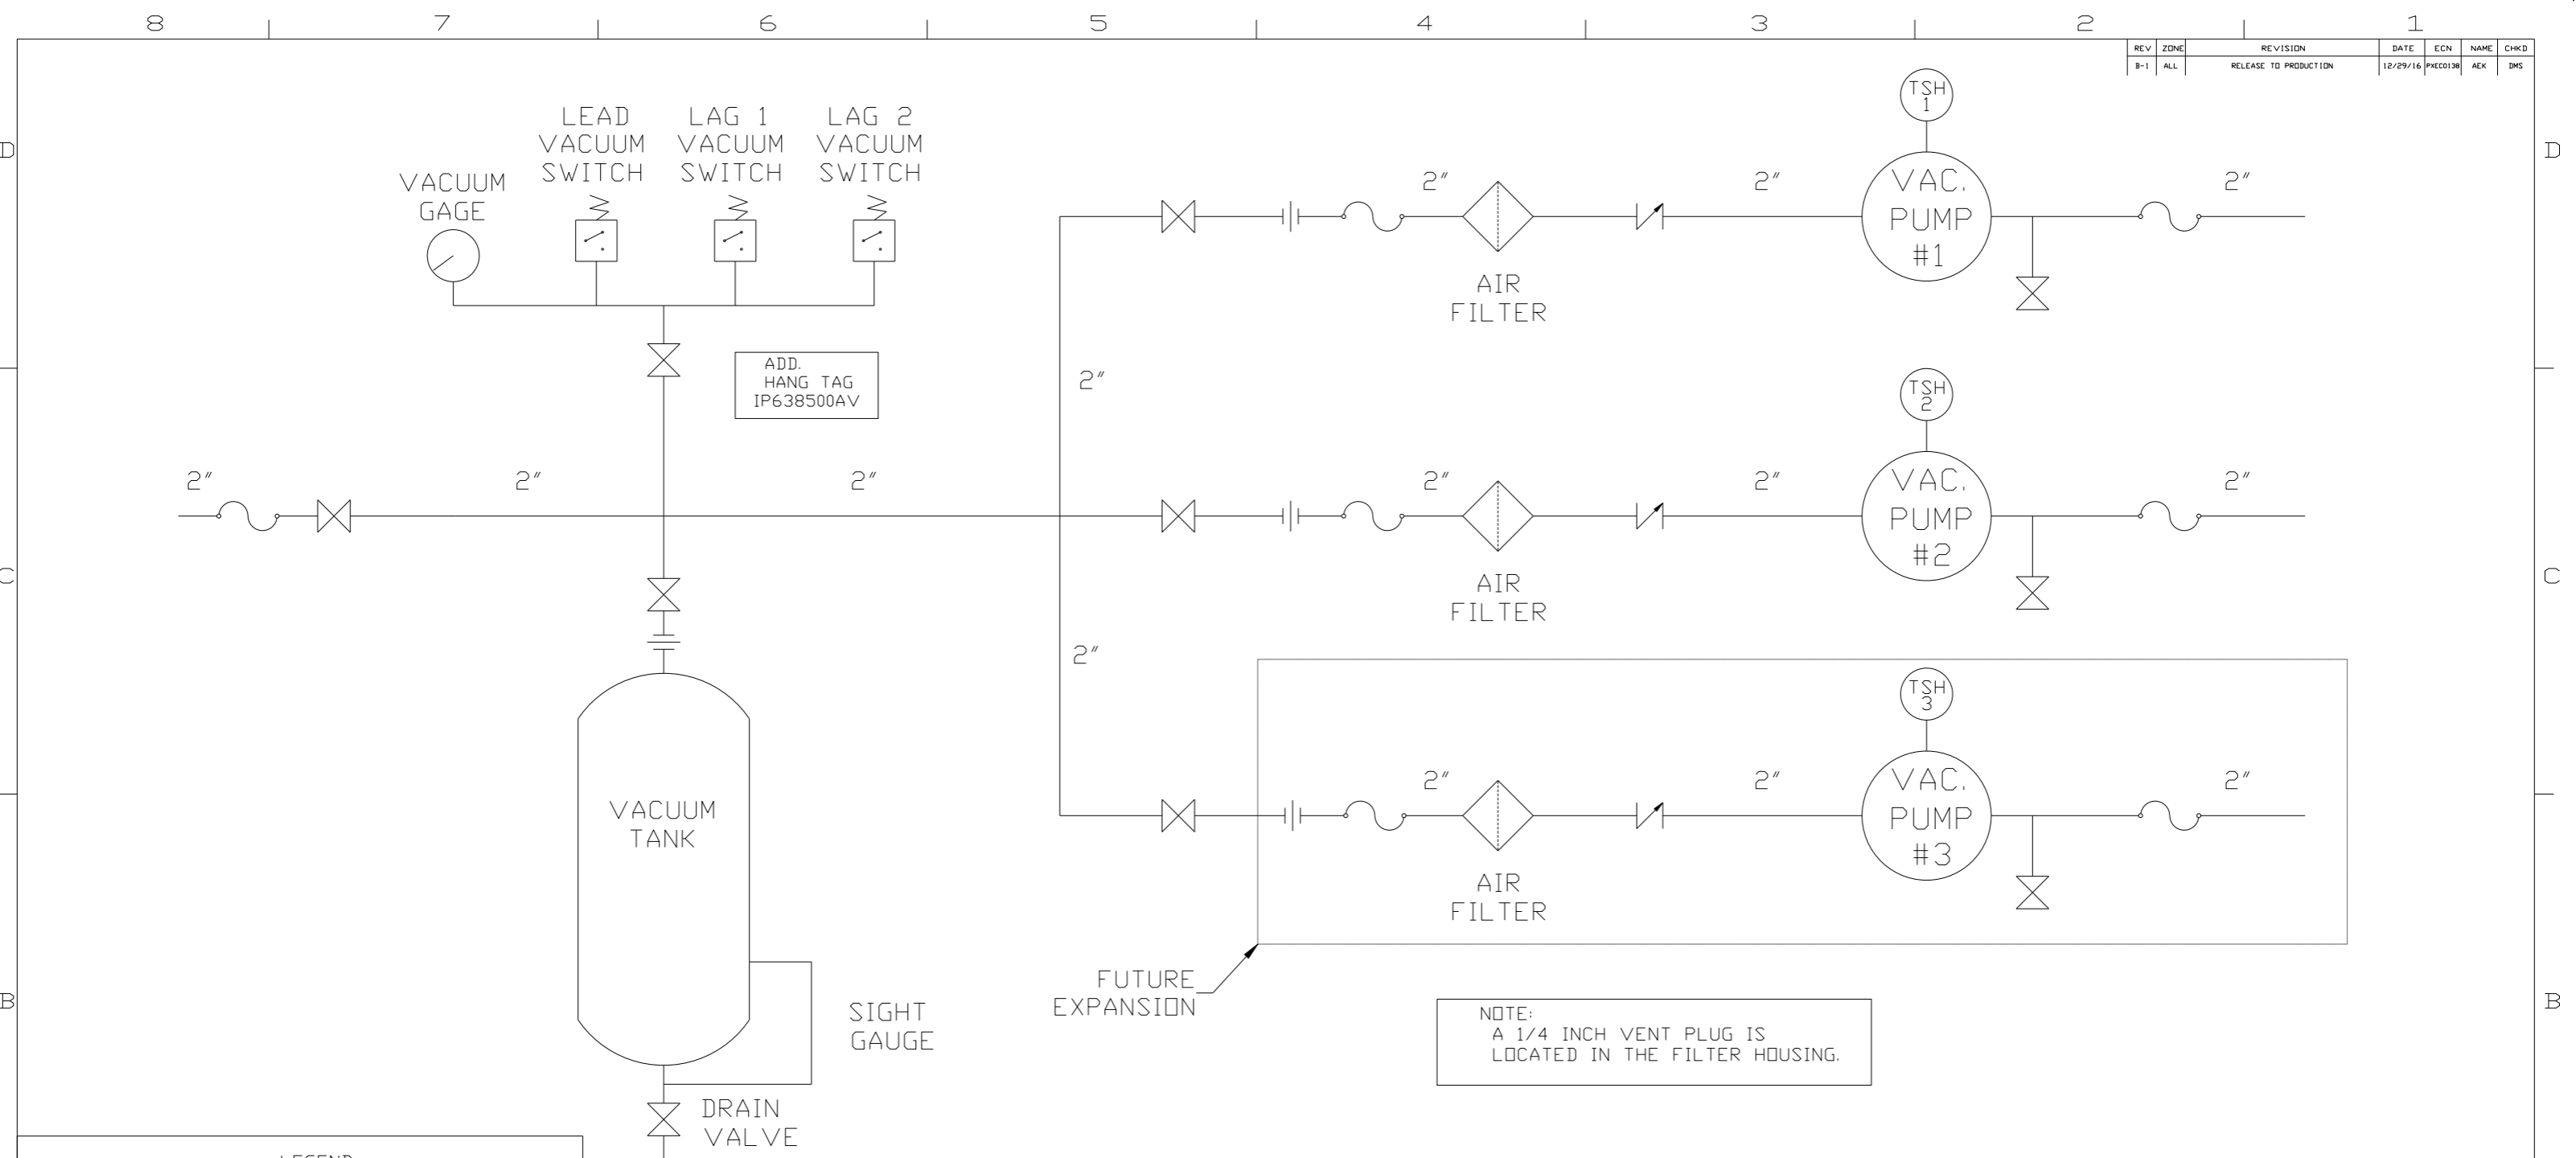 8 7 6 5 4 3 2 1
REV ZONE REVISION DATE ECN NAME CHKD
B-1 ALL RELEASE TO PRODUCTION 12/29/16 PXEC0138 AEK DMS
D D
C C
B B
VACUUM
GAGE
LEAD
VACUUM
SWITCH
LAG 1
VACUUM
SWITCH
LAG 2
VACUUM
SWITCH
ADD.
HANG TAG
IP638500AV
2"
2"
2"
2"
2"
TSH
1
2"
2"
VAC.
PUMP
#1
2"
AIR
FILTER
TSH
2
2"
2"
VAC.
PUMP
#2
2"
AIR
FILTER
TSH
3
2"
2"
VAC.
PUMP
#3
2"
AIR
FILTER
VACUUM
TANK
SIGHT
GAUGE
DRAIN
VALVE
FUTURE
EXPANSION
NOTE:
A 1/4 INCH VENT PLUG IS
LOCATED IN THE FILTER HOUSING.
LEGEND